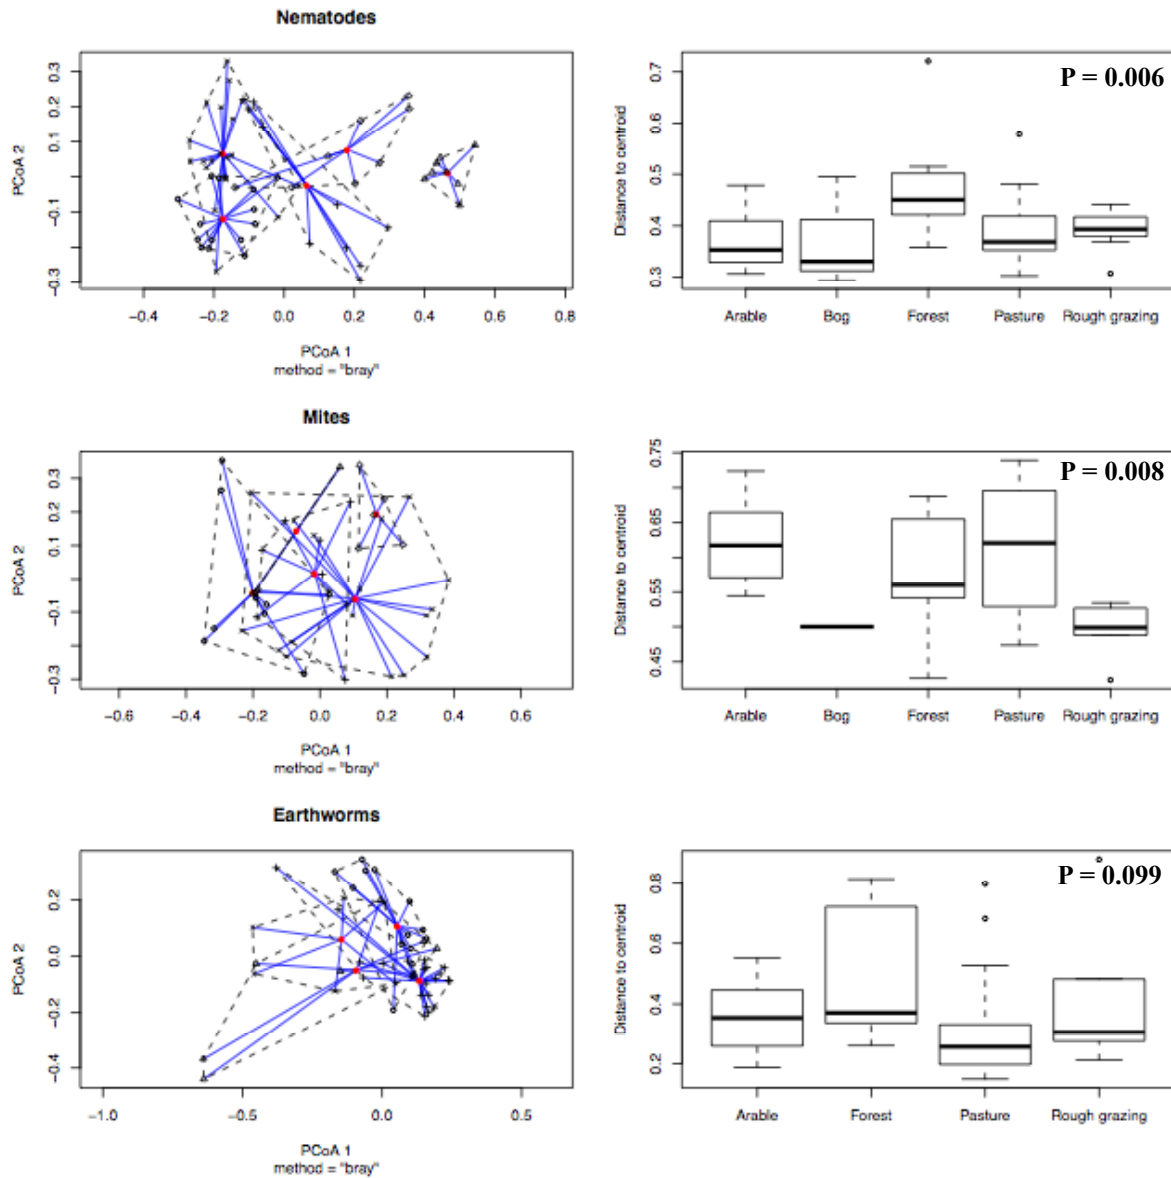 Nematodes
PCoA 2
0.3
0.1
−0.1
−0.3
−0.4
−0.2
0.0
0.2
0.4
0.6
0.8
PCoA 1
method = "bray"
P = 0.006
Distance to centroid
0.7
0.6
0.5
0.4
0.3
Arable
Bog
Forest
Pasture
Rough grazing
Mites
PCoA 2
0.3
0.1
−0.1
−0.3
−0.6
−0.4
−0.2
0.0
0.2
0.4
0.6
PCoA 1
method = "bray"
P = 0.008
Distance to centroid
0.75
0.65
0.55
0.45
Arable
Bog
Forest
Pasture
Rough grazing
Earthworms
PCoA 2
0.2
0.0
−0.2
−0.4
−1.0
−0.5
0.0
0.5
PCoA 1
method = "bray"
P = 0.099
Distance to centroid
0.8
0.6
0.4
0.2
Arable
Forest
Pasture
Rough grazing